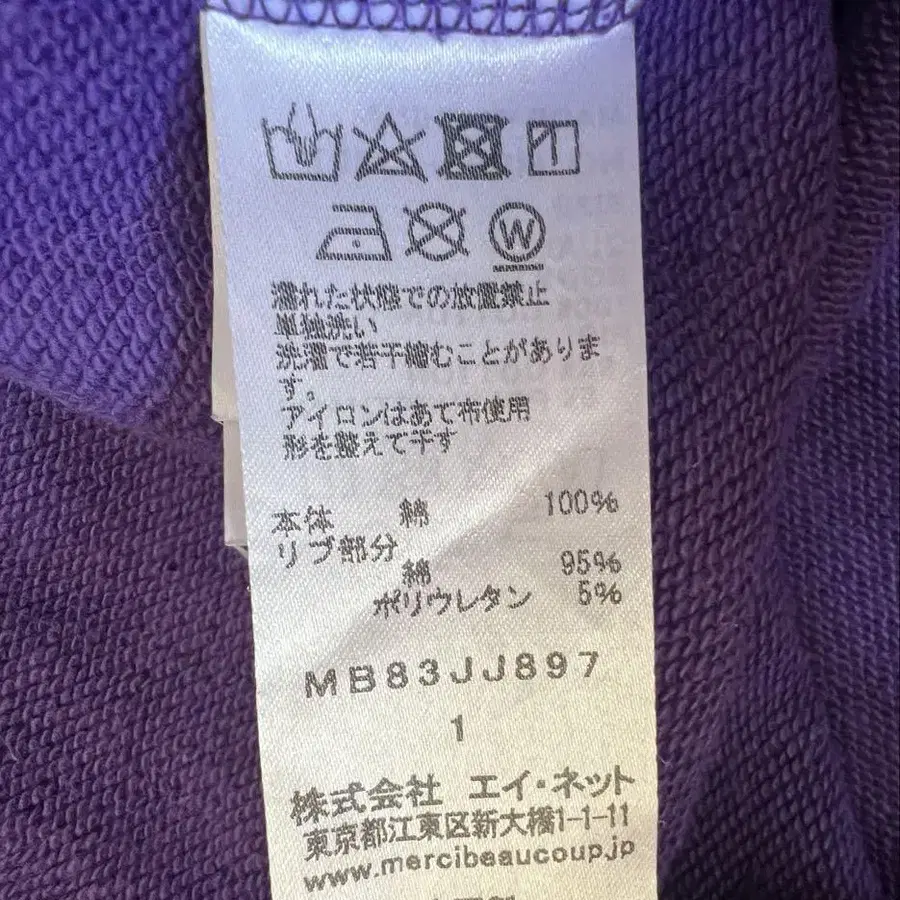 W
濡れた状態での放置禁止
単独洗い
洗濯で若干縮むことがありま
す。
アイロンはあて布使用
形を整えて干す
本体 綿 100%
リブ部分
綿 95%
ポリウレタン 5%
MB83JJ897
1
株式会社 エイ・ネット
東京都江東区新大橋1-1-11
www.mercibeaucoup.jp